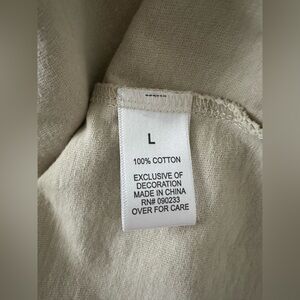 L
100% COTTON
EXCLUSIVE OF
DECORATION
MADE IN CHINA
RN# 090233
OVER FOR CARE